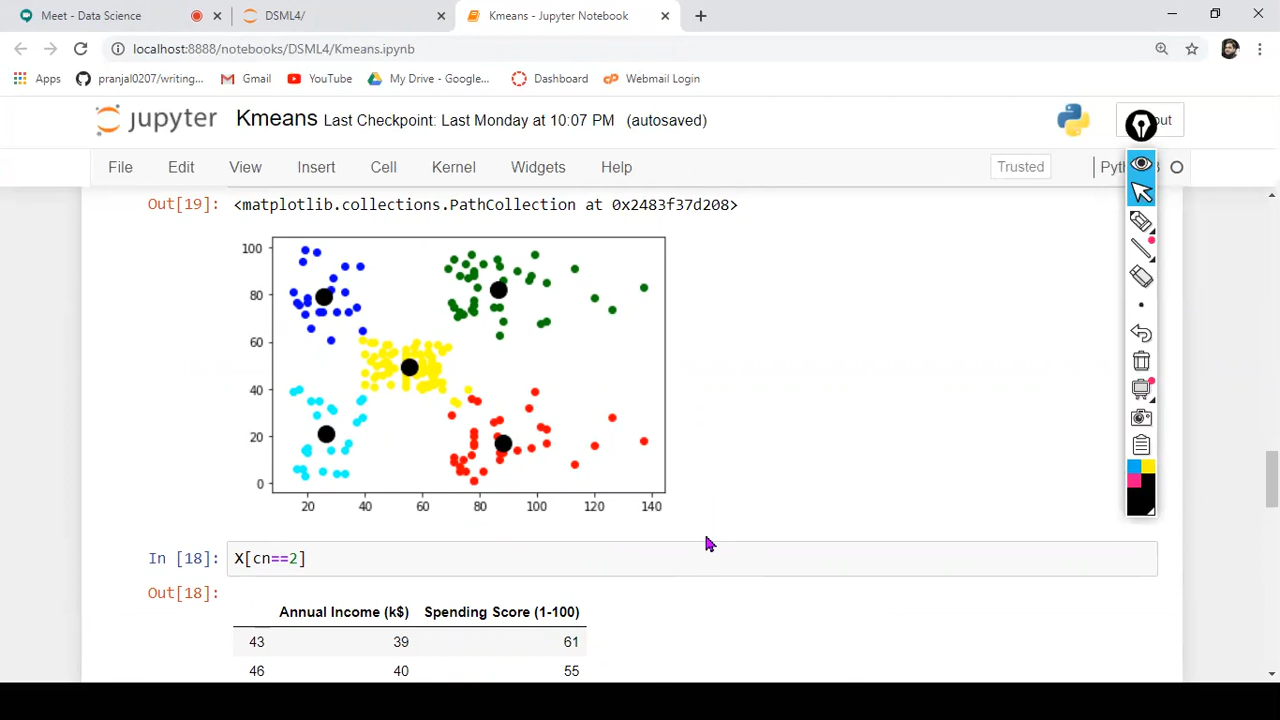 Meet - Data Science
DSML4/
Kmeans - Jupyter Notebook
localhost:8888/notebooks/DSML4/Kmeans.ipynb
Apps
pranjal0207/writing...
Gmail
YouTube
My Drive - Google...
Dashboard
Webmail Login
jupyter
Kmeans Last Checkpoint: Last Monday at 10:07 PM (autosaved)
File Edit View Insert Cell Kernel Widgets Help
Trusted
Out[19]: <matplotlib.collections.PathCollection at 0x2483f37d208>
100
80
60
40
20
0
20 40 60 80 100 120 140
In [18]: X[cn==2]
Out[18]:
Annual Income (k$) Spending Score (1-100)
43 39 61
46 40 55